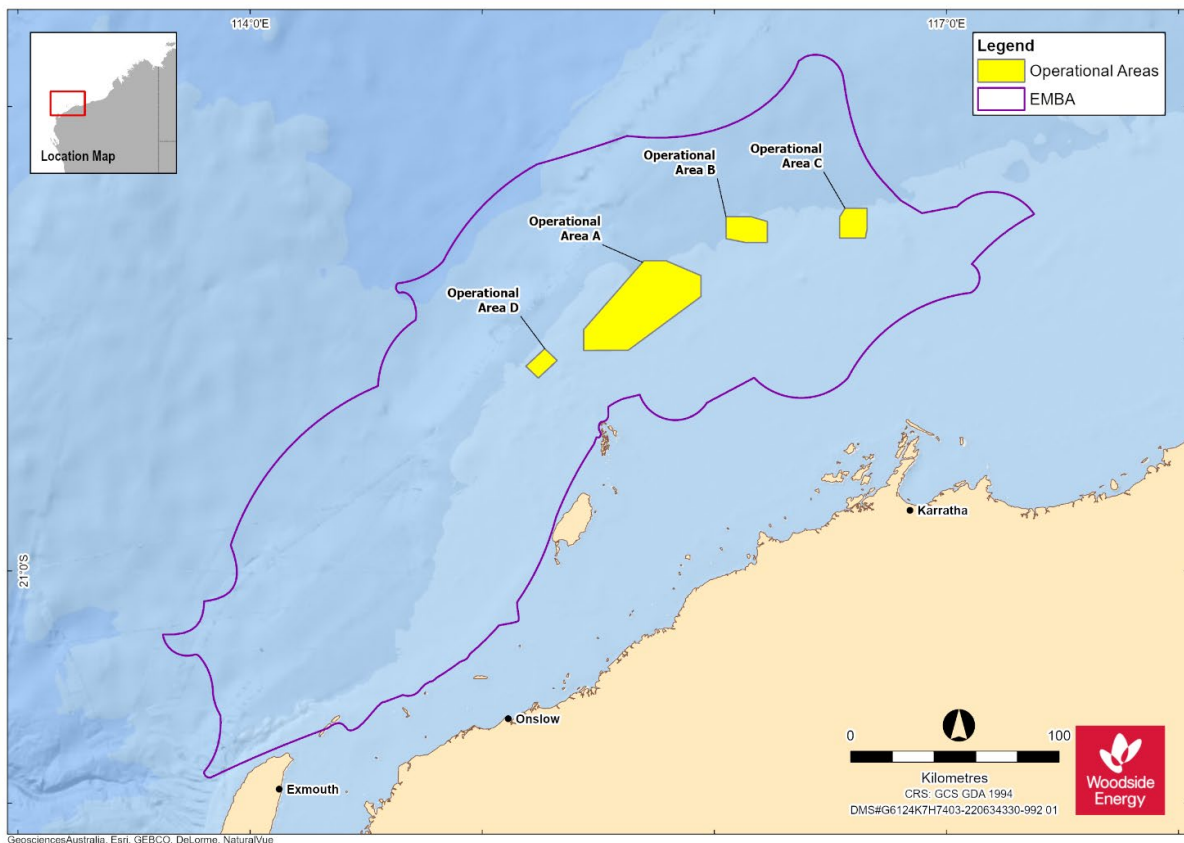 114°0'E
117°0'E
Location Map
Legend
Operational Areas
EMBA
Operational
Area C
Operational
Area B
Operational
Area A
Operational
Area D
21°0'S
Karratha
Onslow
Exmouth
0
100
Kilometres
CRS: GCS GDA 1994
DMS#G6124K7H7403-220634330-992 01
Woodside
Energy
GeosciencesAustralia, Esri, GEBCO, DeLorme, NaturalVue